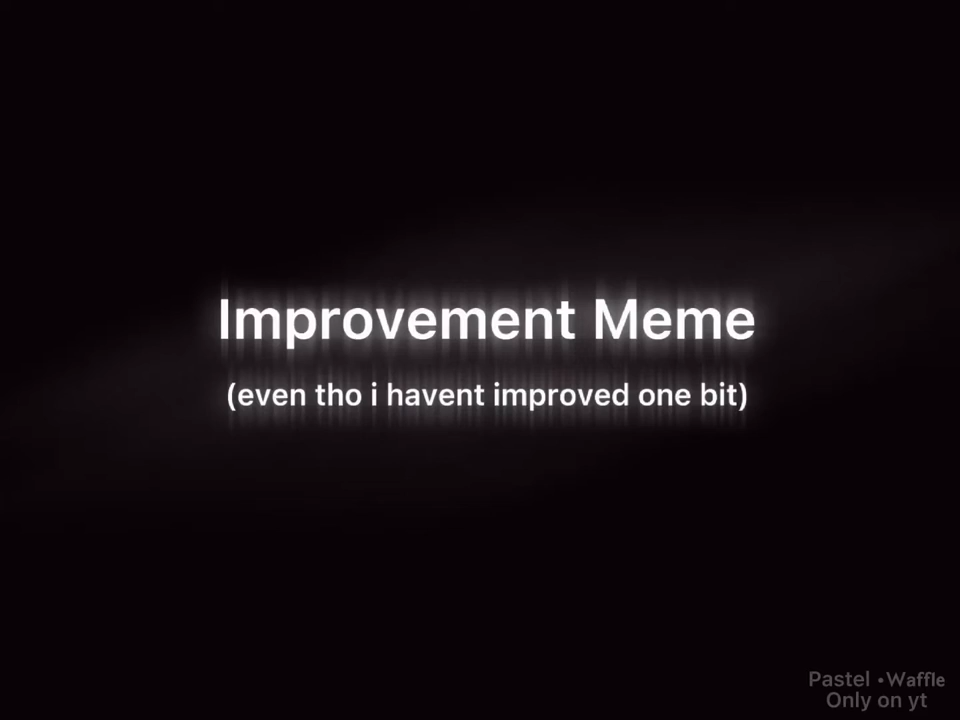 Improvement Meme
(even tho i havent improved one bit)
Pastel •Waffle
Only on yt